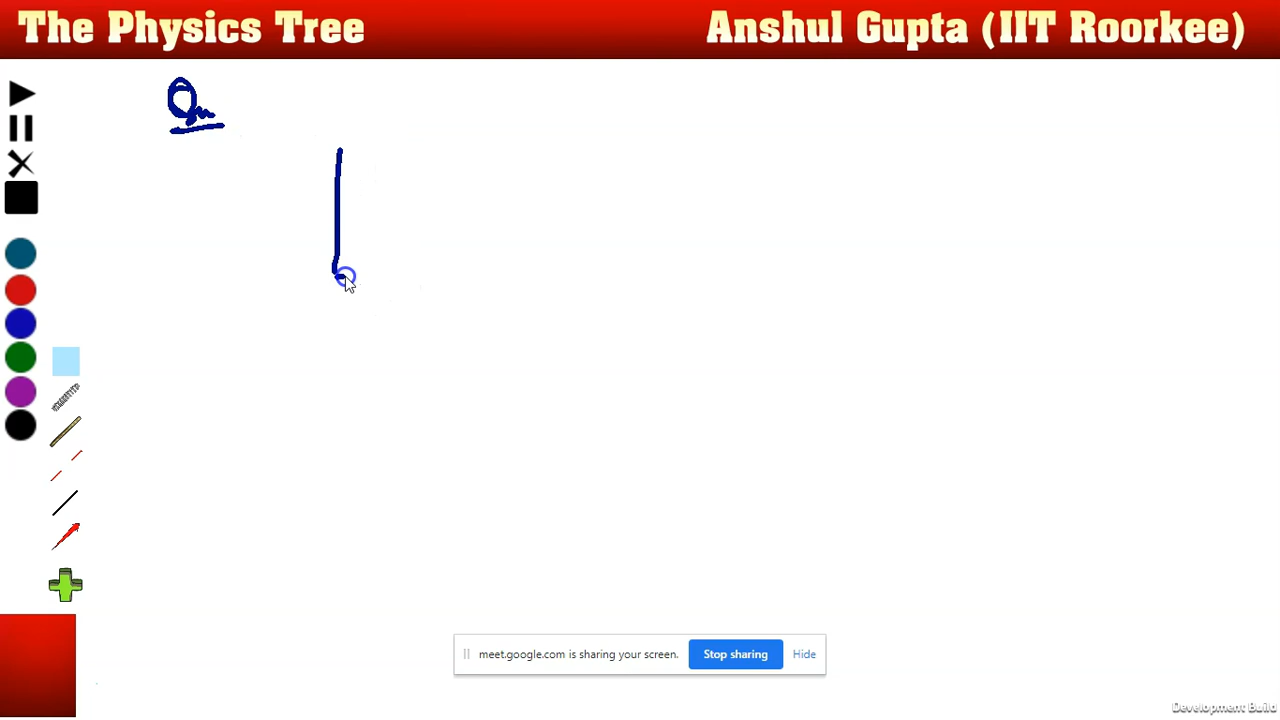 The Physics Tree
Anshul Gupta (IIT Roorkee)
Qn
meet.google.com is sharing your screen.
Stop sharing
Hide
Development Build